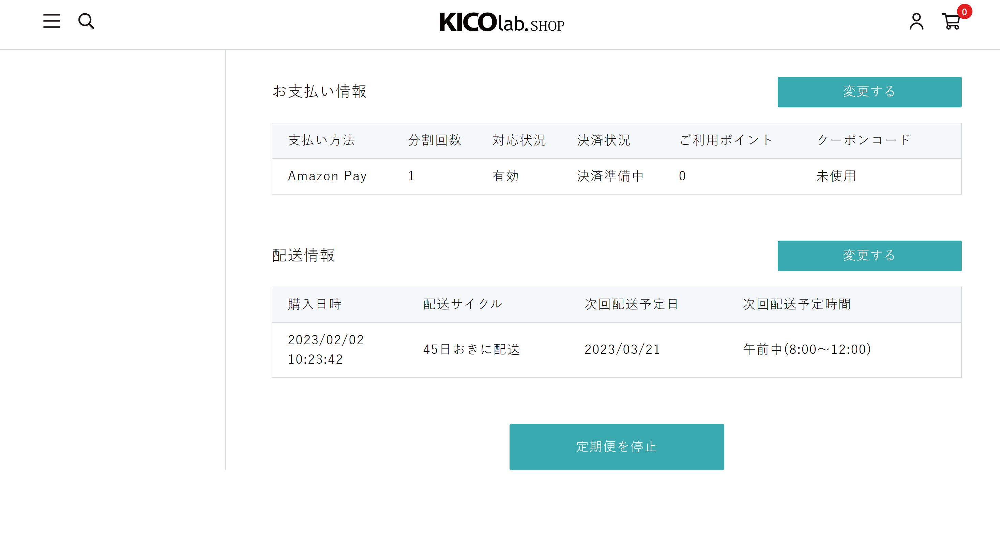 KICOlab.SHOP
0
お支払い情報
変更する
支払い方法 分割回数 対応状況 決済状況 ご利用ポイント クーポンコード
Amazon Pay 1 有効 決済準備中 0 未使用
配送情報
変更する
購入日時 配送サイクル 次回配送予定日 次回配送予定時間
2023/02/02
10:23:42
45日おきに配送 2023/03/21 午前中(8:00～12:00)
定期便を停止